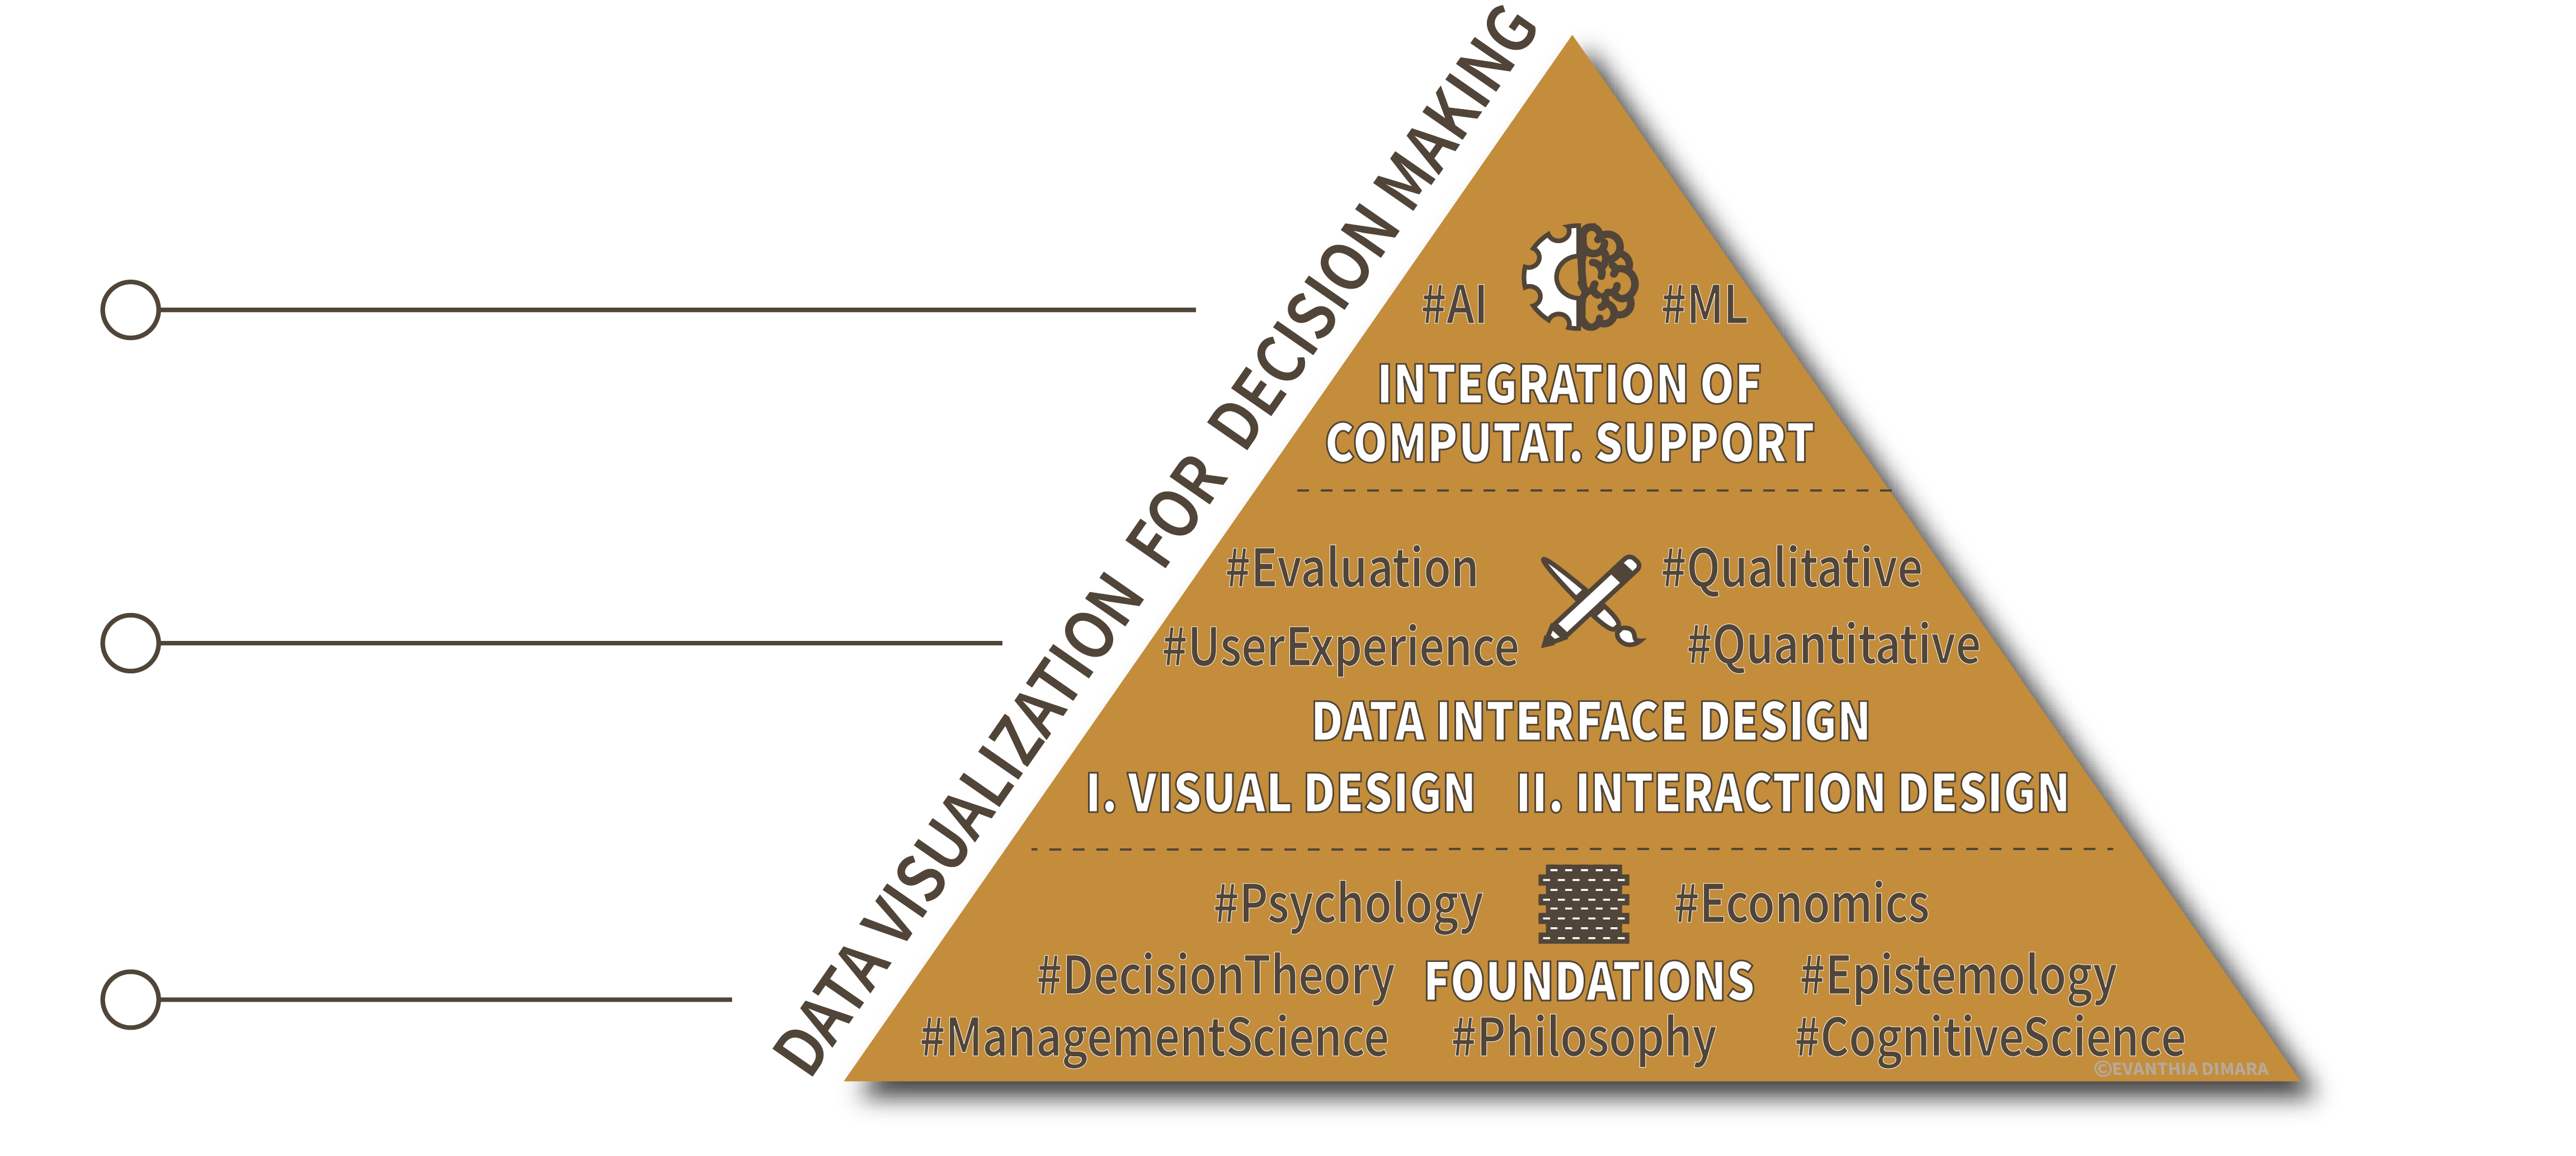 DATA VISUALIZATION FOR DECISION MAKING
#AI #ML
INTEGRATION OF
COMPUTAT. SUPPORT
#Evaluation #Qualitative
#UserExperience #Quantitative
DATA INTERFACE DESIGN
I. VISUAL DESIGN II. INTERACTION DESIGN
#Psychology #Economics
#DecisionTheory FOUNDATIONS #Epistemology
#ManagementScience #Philosophy #CognitiveScience
©EVANTHIA DIMARA